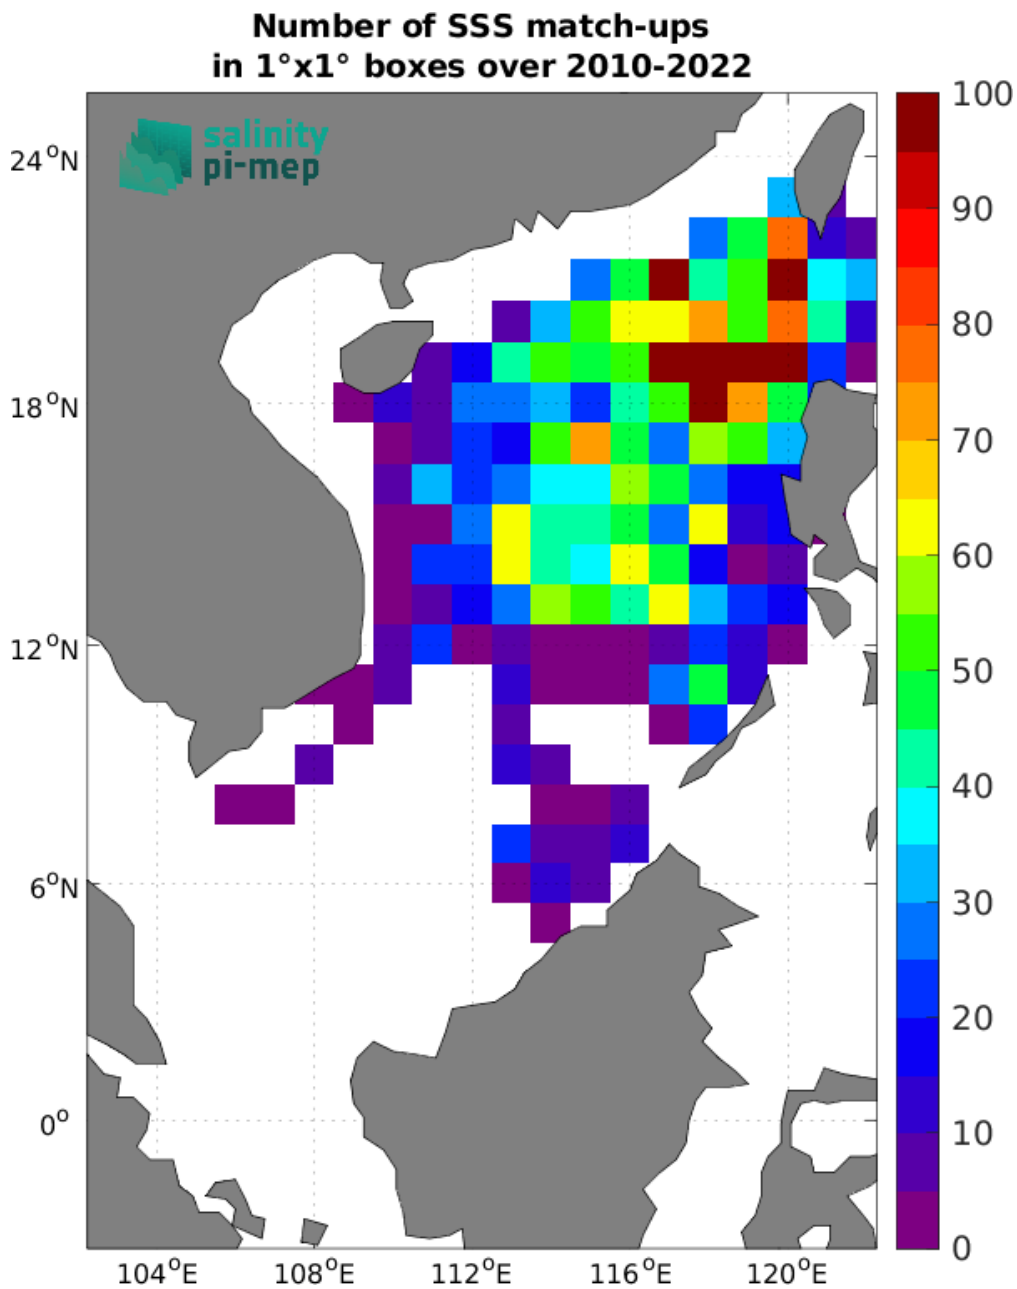 Number of SSS match-ups
in 1°x1° boxes over 2010-2022
salinity
pi-mep
24°N
18°N
12°N
6°N
0°
104°E
108°E
112°E
116°E
120°E
100
90
80
70
60
50
40
30
20
10
0